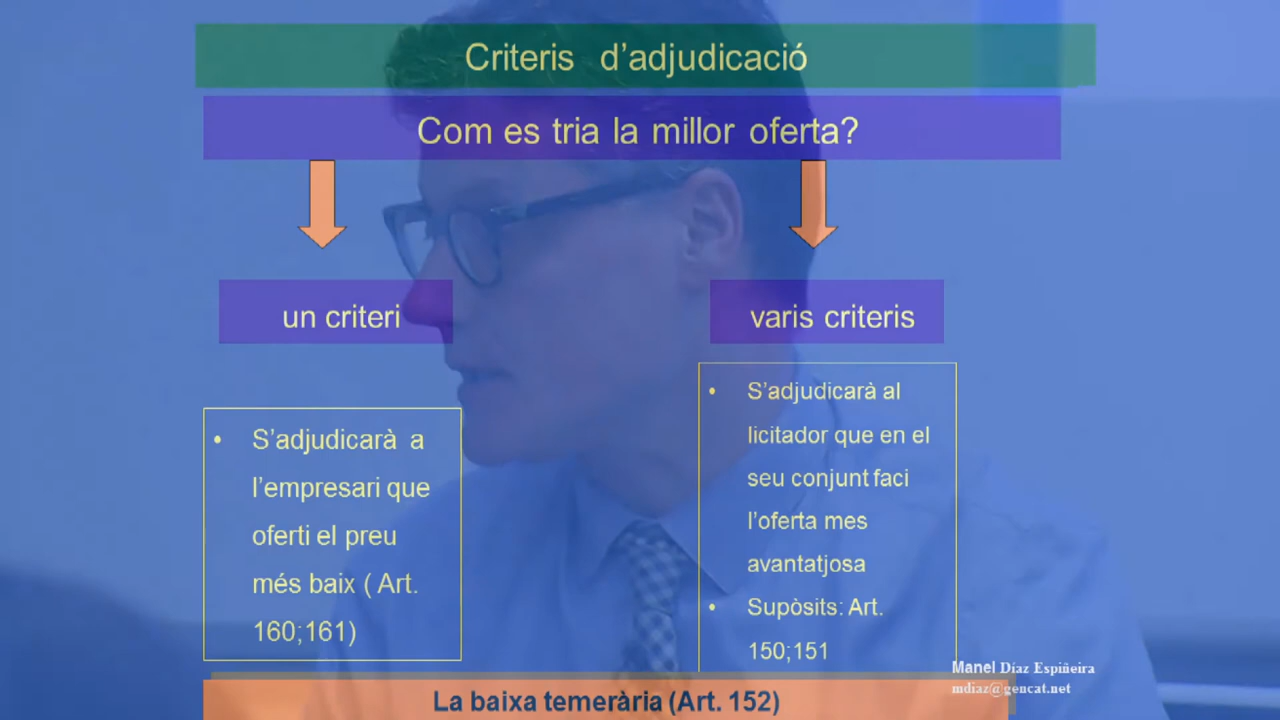 Criteris d'adjudicació
Com es tria la millor oferta?
un criteri
varis criteris
• S'adjudicarà a
l'empresari que
oferti el preu
més baix ( Art.
160;161)
• S'adjudicarà al
licitador que en el
seu conjunt faci
l'oferta mes
avantatjosa
• Supòsits: Art.
150;151
Manel Díaz Espiñeira
mdiaz@gencat.net
La baixa temerària (Art. 152)